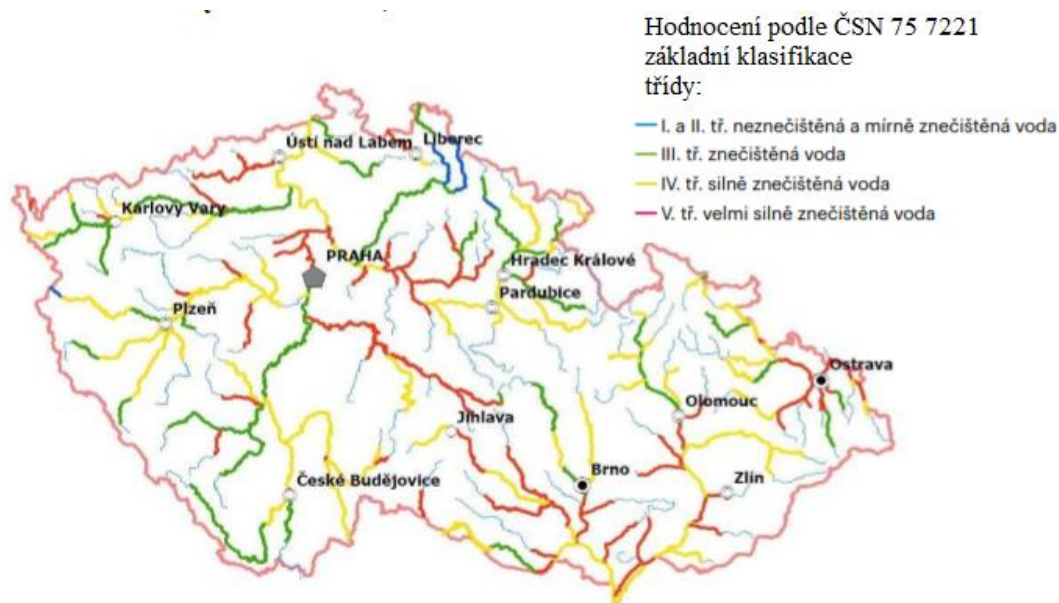 Hodnocení podle ČSN 75 7221
základní klasifikace
třídy:
I. a II. tř. neznečištěná a mírně znečištěná voda
III. tř. znečištěná voda
IV. tř. silně znečištěná voda
V. tř. velmi silně znečištěná voda
Ústí nad Labem
Liberec
Karlovy Vary
PRAHA
Hradec Králové
Pardubice
Plzeň
Ostrava
Olomouc
Jihlava
Brno
Zlín
České Budějovice